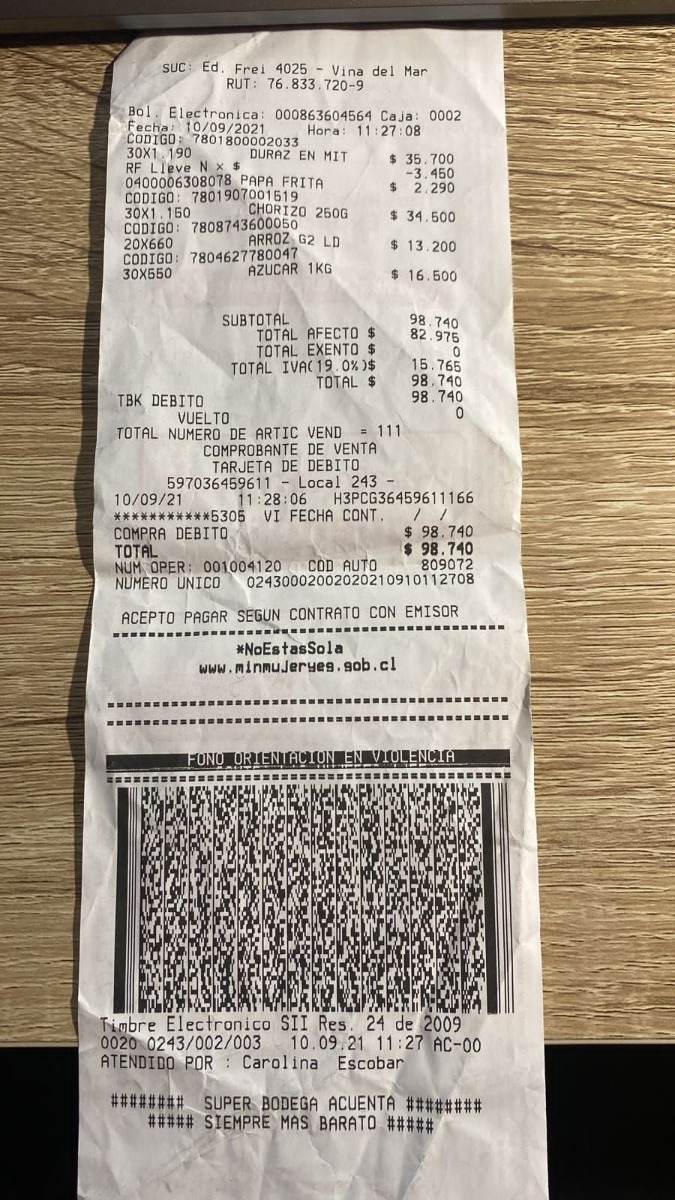 SUC: Ed. Frei 4025 - Vina del Mar
RUT: 76.833.720-9
Bol. Electronica: 000863604564 Caja: 0002
Fecha: 10/09/2021 Hora: 11:27:08
CODIGO: 7801800002033
30X1.190 DURAZ EN MIT $ 35.700
RF Lleve N x $ -3.450
0400006308078 PAPA FRITA $ 2.290
CODIGO: 7801907001519
30X1.150 CHORIZO 250G $ 34.500
CODIGO: 7808743600050
20X660 ARROZ G2 LD $ 13.200
CODIGO: 7804627780047
30X550 AZUCAR 1KG $ 16.500
SUBTOTAL 98.740
TOTAL AFECTO $ 82.975
TOTAL EXENTO $ 0
TOTAL IVA(19.0%)$ 15.765
TOTAL $ 98.740
TBK DEBITO 98.740
VUELTO 0
TOTAL NUMERO DE ARTIC VEND = 111
COMPROBANTE DE VENTA
TARJETA DE DEBITO
597036459611 - Local 243 -
10/09/21 11:28:06 H3PCG36459611166
***********5305 VI FECHA CONT. / /
COMPRA DEBITO $ 98.740
TOTAL $ 98.740
NUM OPER: 001004120 COD AUTO 809072
NUMERO UNICO 02430002002020210910112708
ACEPTO PAGAR SEGUN CONTRATO CON EMISOR
*NoEstasSola
www.minmujeryeg.gob.cl
FONO ORIENTACION EN VIOLENCIA
Timbre Electronico SII Res. 24 de 2009
0020 0243/002/003 10.09.21 11:27 AC-00
ATENDIDO POR : Carolina Escobar
######## SUPER BODEGA ACUENTA ########
##### SIEMPRE MAS BARATO #####